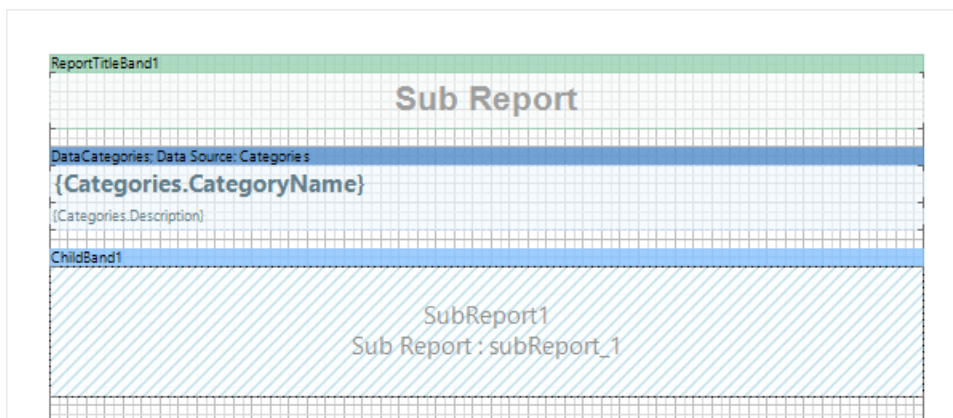 ReportTitleBand1
Sub Report
DataCategories; Data Source: Categories
{Categories.CategoryName}
{Categories.Description}
ChildBand1
SubReport1
Sub Report : subReport_1